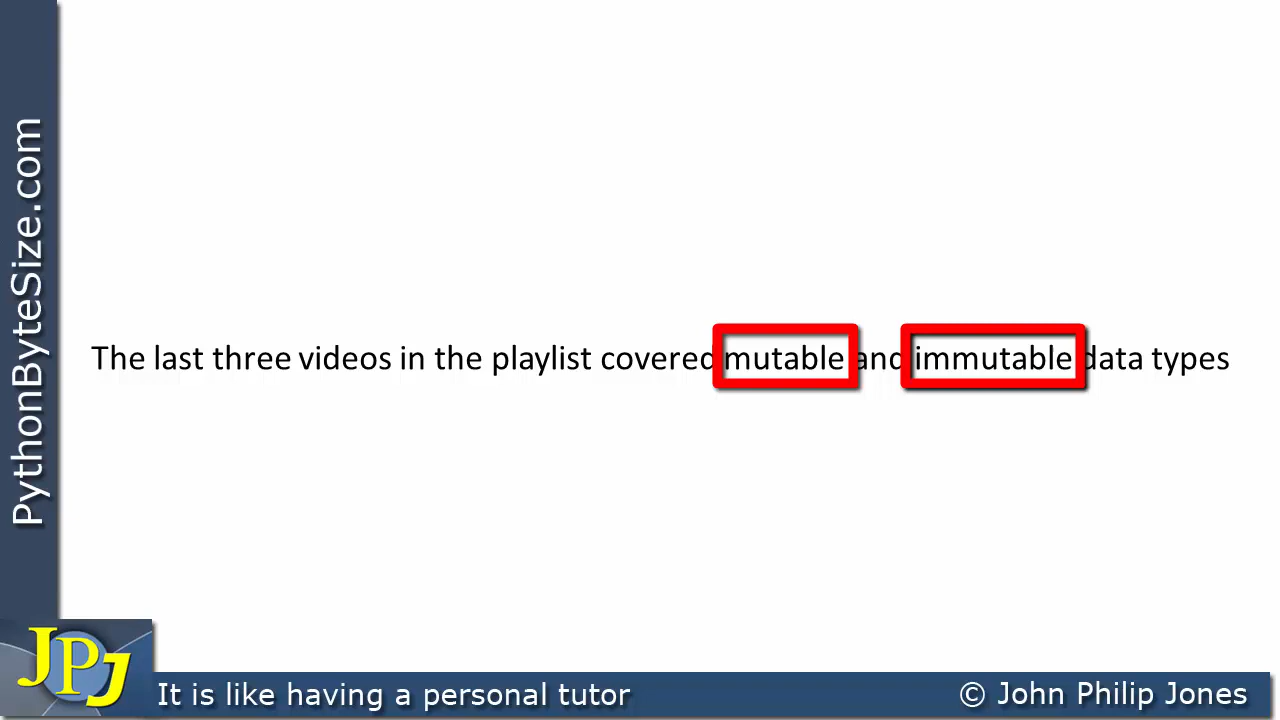 PythonByteSize.com
The last three videos in the playlist covered mutable and immutable data types
JPJ
It is like having a personal tutor
© John Philip Jones